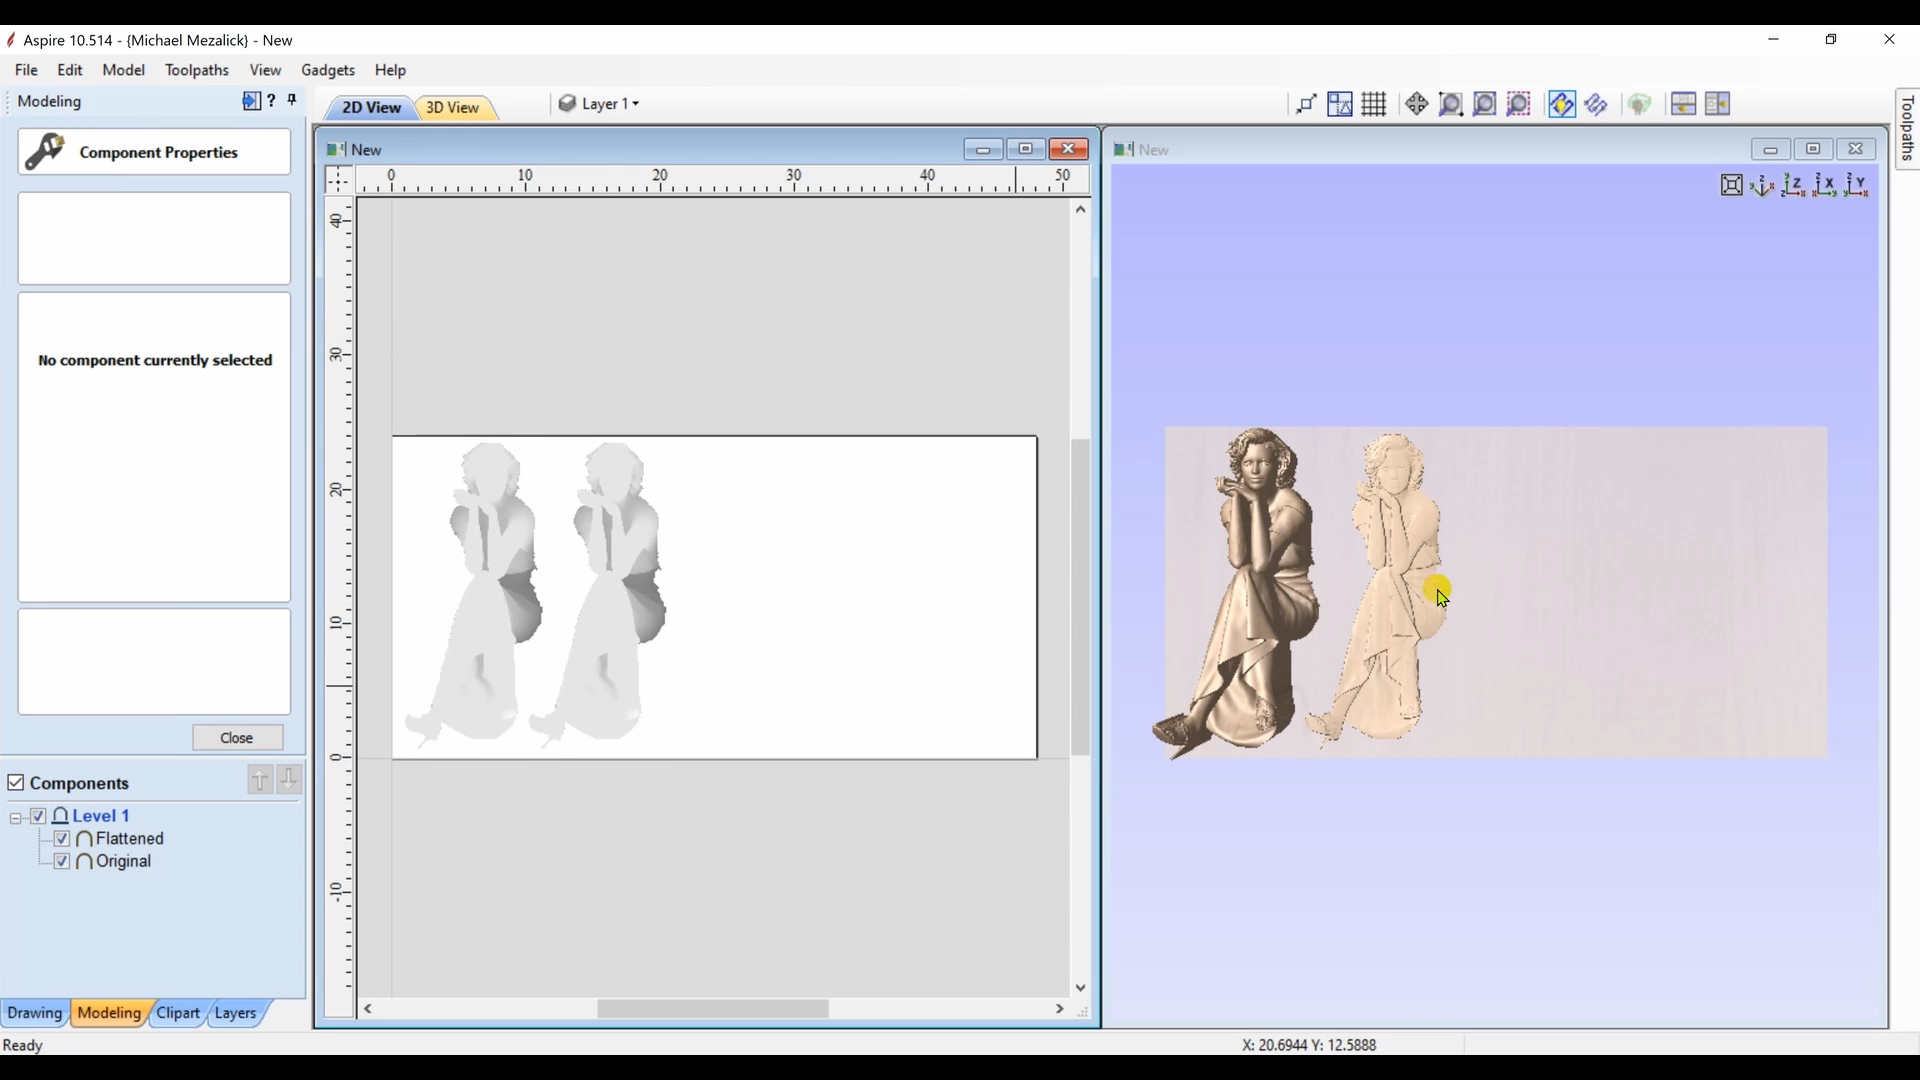 Aspire 10.514 - {Michael Mezalick} - New
File Edit Model Toolpaths View Gadgets Help
Modeling ?
2D View 3D View Layer 1
Toolpaths
Component Properties
New
New
0 10 20 30 40 50
Z Z X Y
40
30
20
10
0
-10
No component currently selected
Close
Components
Level 1
Flattened
Original
Drawing Modeling Clipart Layers
Ready
X: 20.6944 Y: 12.5888